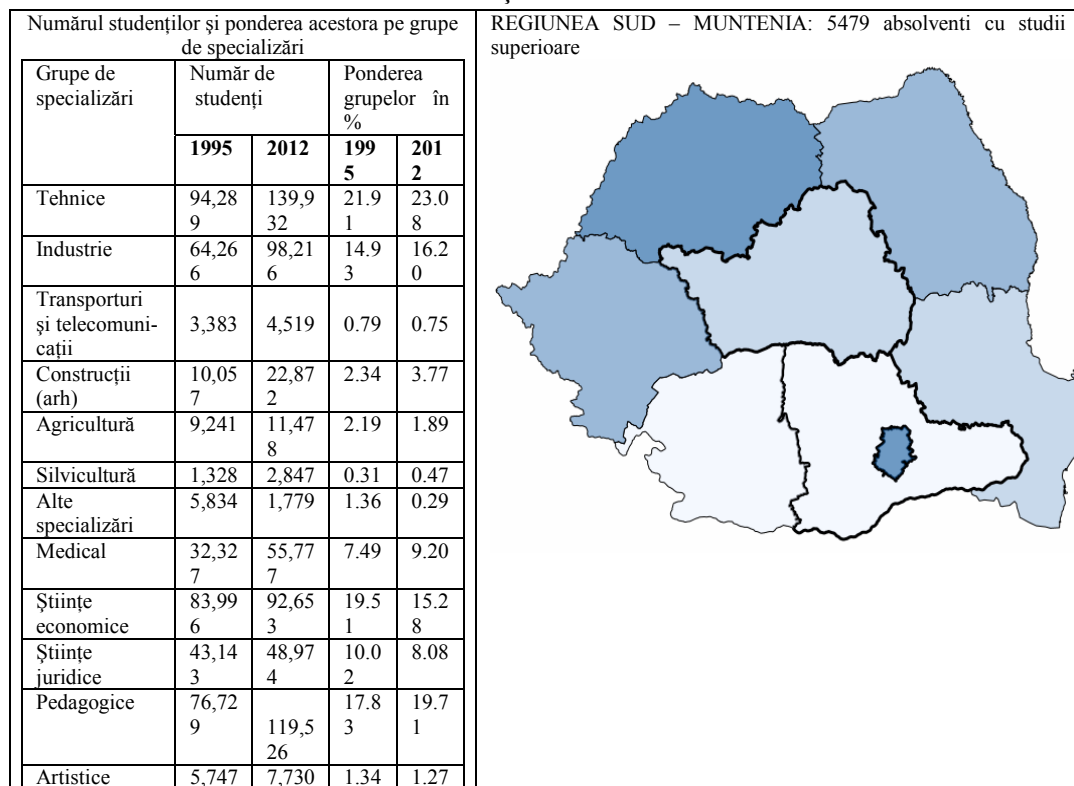 Numărul studenților și ponderea acestora pe grupe
de specializări
Grupe de
specializări
Număr de
studenți
Ponderea
grupelor în
%
1995
2012
199
5
201
2
Tehnice
94,28
9
139,9
32
21.9
1
23.0
8
Industrie
64,26
6
98,21
6
14.9
3
16.2
0
Transporturi
și telecomuni-
cații
3,383
4,519
0.79
0.75
Construcții
(arh)
10,05
7
22,87
2
2.34
3.77
Agricultură
9,241
11,47
8
2.19
1.89
Silvicultură
1,328
2,847
0.31
0.47
Alte
specializări
5,834
1,779
1.36
0.29
Medical
32,32
7
55,77
7
7.49
9.20
Ştiințe
economice
83,99
6
92,65
3
19.5
1
15.2
8
Ştiințe
juridice
43,14
3
48,97
4
10.0
2
8.08
Pedagogice
76,72
9
119,5
26
17.8
3
19.7
1
Artistice
5,747
7,730
1.34
1.27
REGIUNEA SUD – MUNTENIA: 5479 absolventi cu studii
superioare